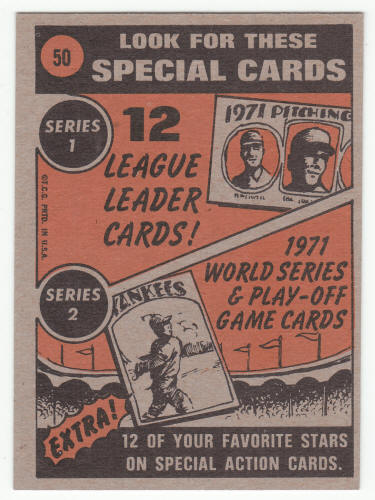 50
LOOK FOR THESE
SPECIAL CARDS
SERIES
1
12
LEAGUE
LEADER
CARDS!
1971 PITCHING
©T.C.G. PRTD. IN U.S.A.
1971
WORLD SERIES
& PLAY-OFF
GAME CARDS
SERIES
2
YANKEES
EXTRA!
12 OF YOUR FAVORITE STARS
ON SPECIAL ACTION CARDS.